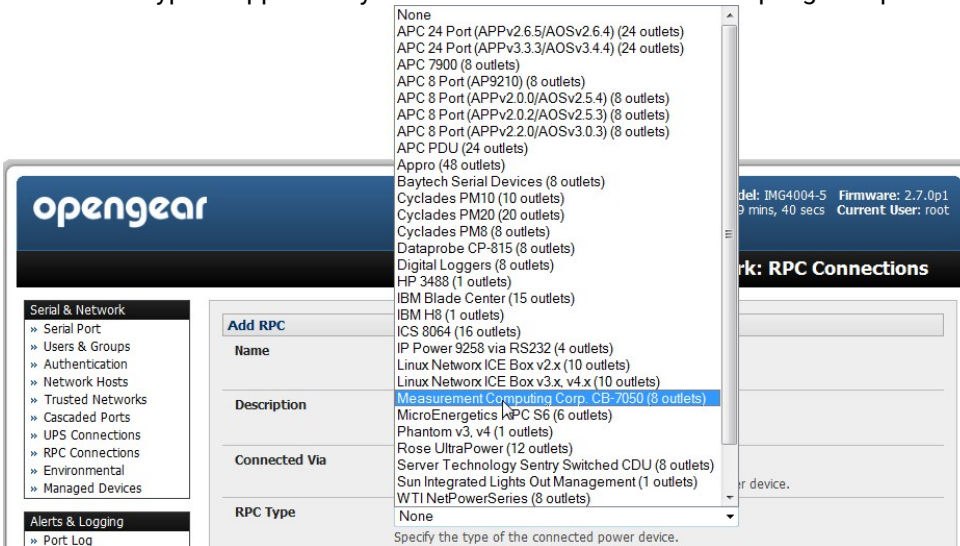 None
APC 24 Port (APPv2.6.5/AOSv2.6.4) (24 outlets)
APC 24 Port (APPv3.3.3/AOSv3.4.4) (24 outlets)
APC 7900 (8 outlets)
APC 8 Port (AP9210) (8 outlets)
APC 8 Port (APPv2.0.0/AOSv2.5.4) (8 outlets)
APC 8 Port (APPv2.0.2/AOSv2.5.3) (8 outlets)
APC 8 Port (APPv2.2.0/AOSv3.0.3) (8 outlets)
APC PDU (24 outlets)
Appro (48 outlets)
Baytech Serial Devices (8 outlets)
Cyclades PM10 (10 outlets)
Cyclades PM20 (20 outlets)
Cyclades PM8 (8 outlets)
Dataprobe CP-815 (8 outlets)
Digital Loggers (8 outlets)
HP 3488 (1 outlets)
IBM Blade Center (15 outlets)
IBM H8 (1 outlets)
ICS 8064 (16 outlets)
IP Power 9258 via RS232 (4 outlets)
Linux Networx ICE Box v2.x (10 outlets)
Linux Networx ICE Box v3.x, v4.x (10 outlets)
Measurement Computing Corp. CB-7050 (8 outlets)
MicroEnergetics RPC S6 (6 outlets)
Phantom v3, v4 (1 outlets)
Rose UltraPower (12 outlets)
Server Technology Sentry Switched CDU (8 outlets)
Sun Integrated Lights Out Management (1 outlets)
WTI NetPowerSeries (8 outlets)
None
Specify the type of the connected power device.
opengear
IMG4004-5 Firmware: 2.7.0p1
9 mins, 40 secs Current User: root
RPC Connections
Serial & Network
» Serial Port
» Users & Groups
» Authentication
» Network Hosts
» Trusted Networks
» Cascaded Ports
» UPS Connections
» RPC Connections
» Environmental
» Managed Devices
Alerts & Logging
» Port Log
Add RPC
Name
Description
Connected Via
device.
RPC Type